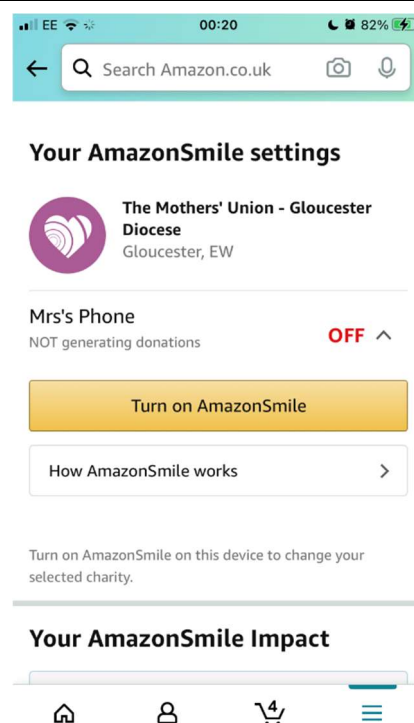 EE 00:20 82%
Search Amazon.co.uk
Your AmazonSmile settings
The Mothers' Union - Gloucester
Diocese
Gloucester, EW
Mrs's Phone
NOT generating donations
OFF
Turn on AmazonSmile
How AmazonSmile works
Turn on AmazonSmile on this device to change your
selected charity.
Your AmazonSmile Impact
4